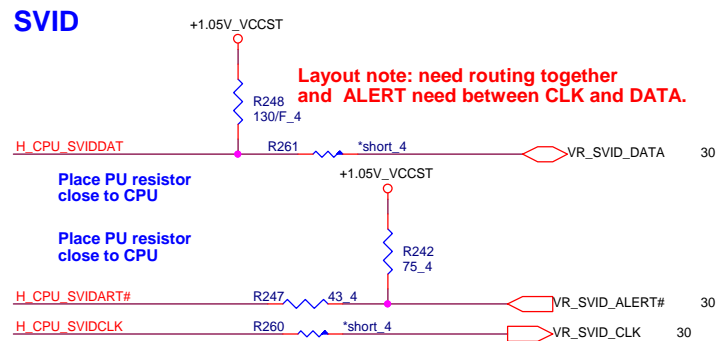 SVID
+1.05V_VCCST
Layout note: need routing together
and ALERT need between CLK and DATA.
R248
130/F_4
H_CPU_SVIDDAT
R261
*short_4
VR_SVID_DATA 30
Place PU resistor
close to CPU
+1.05V_VCCST
Place PU resistor
close to CPU
R242
75_4
H_CPU_SVIDART#
R247
43_4
VR_SVID_ALERT# 30
H_CPU_SVIDCLK
R260
*short_4
VR_SVID_CLK 30